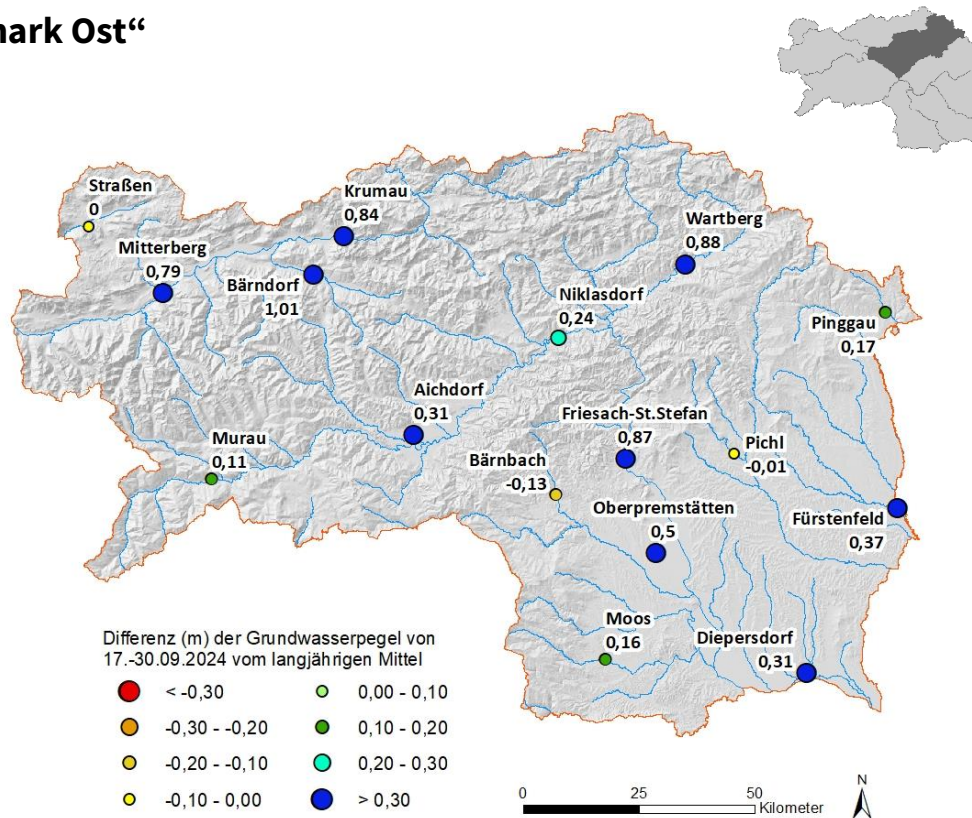 nark Ost“
Straßen
0
Krumau
0,84
Wartberg
0,88
Mitterberg
0,79
Bärndorf
1,01
Niklasdorf
0,24
Pinggau
0,17
Aichdorf
0,31
Friesach-St.Stefan
0,87
Murau
0,11
Bärnbach
-0,13
Pichl
-0,01
Oberpremstätten
0,5
Fürstenfeld
0,37
Moos
0,16
Diepersdorf
0,31
Differenz (m) der Grundwasserpegel von
17.-30.09.2024 vom langjährigen Mittel
< -0,30
-0,30 - -0,20
-0,20 - -0,10
-0,10 - 0,00
0,00 - 0,10
0,10 - 0,20
0,20 - 0,30
> 0,30
0 25 50
Kilometer
N